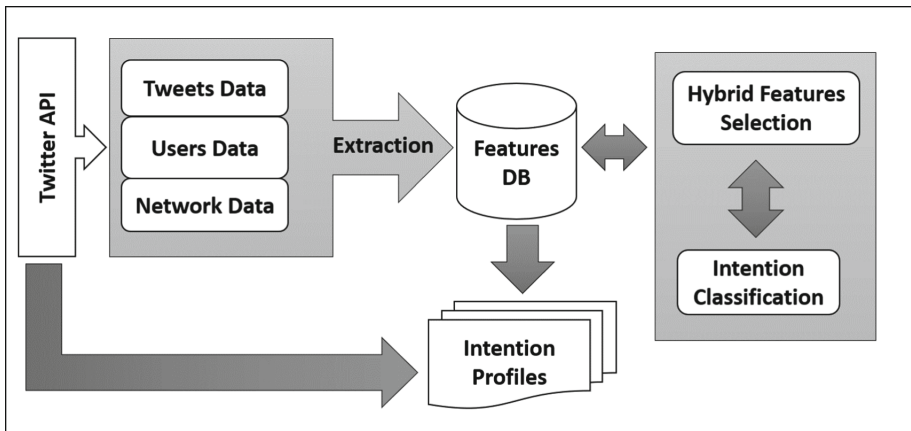 Twitter API
Tweets Data
Users Data
Network Data
Extraction
Features
DB
Hybrid Features
Selection
Intention
Classification
Intention
Profiles